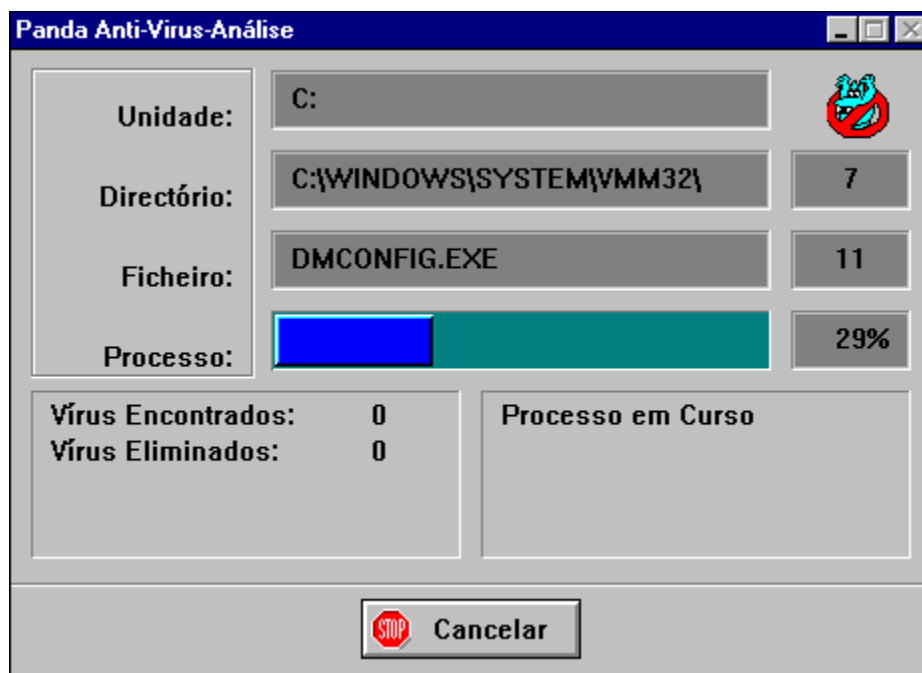 Panda Anti-Virus-Análise
Unidade: C:
Directório: C:\WINDOWS\SYSTEM\VMM32\ 7
Ficheiro: DMCONFIG.EXE 11
Processo: 29%
Vírus Encontrados: 0
Vírus Eliminados: 0
Processo em Curso
STOP Cancelar